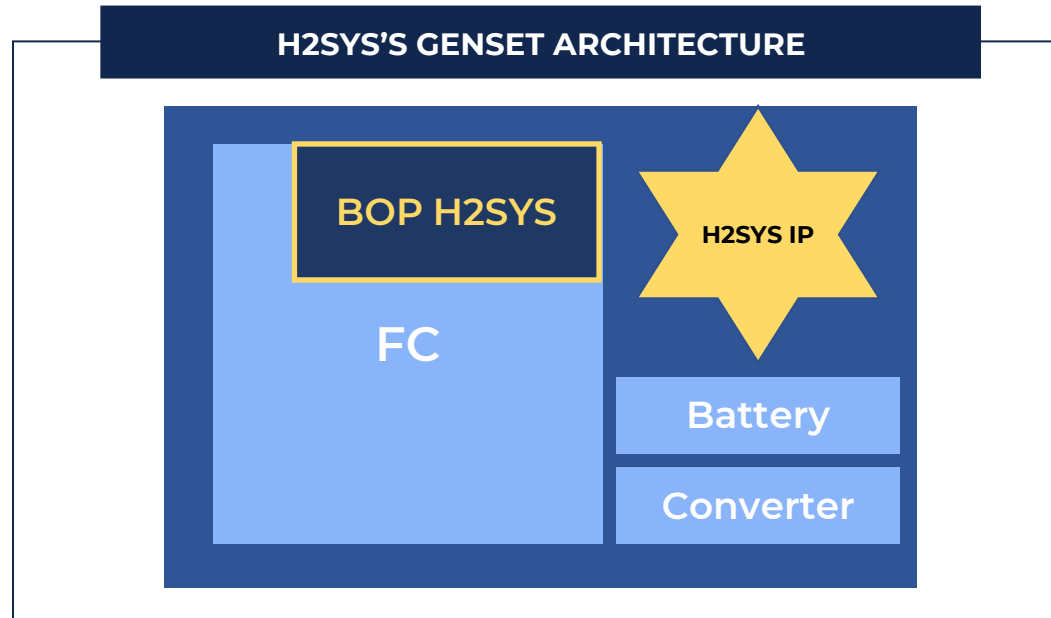 H2SYS’S GENSET ARCHITECTURE
BOP H2SYS
H2SYS IP
FC
Battery
Converter